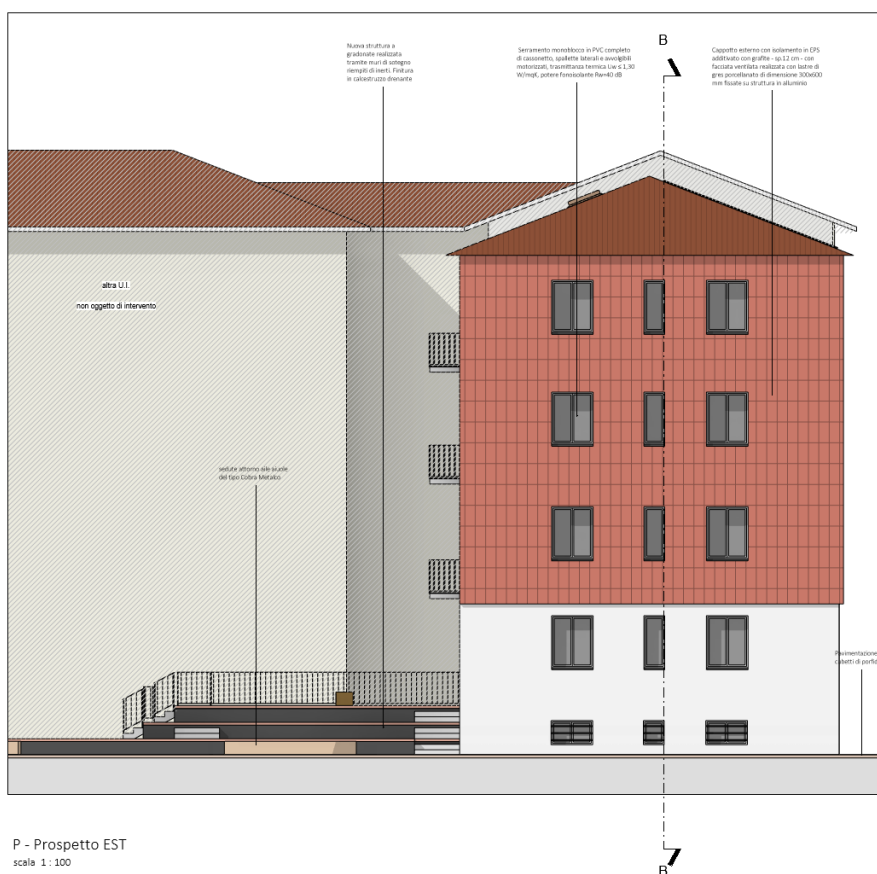 Nuova struttura a
gradonate realizzata
tramite muri di sotegno
riempiti di inerti. Finitura
in calcestruzzo drenante
Serramento monoblocco in PVC completo
di cassonetto, spallette laterali e avvolgibili
motorizzati, trasmittanza termica Uw ≤ 1,30
W/mqK, potere fonoisolante Rw=40 dB
B
Cappotto esterno con isolamento in EPS
additivato con grafite - sp.12 cm - con
facciata ventilata realizzata con lastre di
gres porcellanato di dimensione 300x600
mm fissate su struttura in alluminio
altra U.I.
non oggetto di intervento
sedute attorno alle aiuole
del tipo Cobra Metalco
Pavimentazione
cubetti di porfid
P - Prospetto EST
scala 1 : 100
B